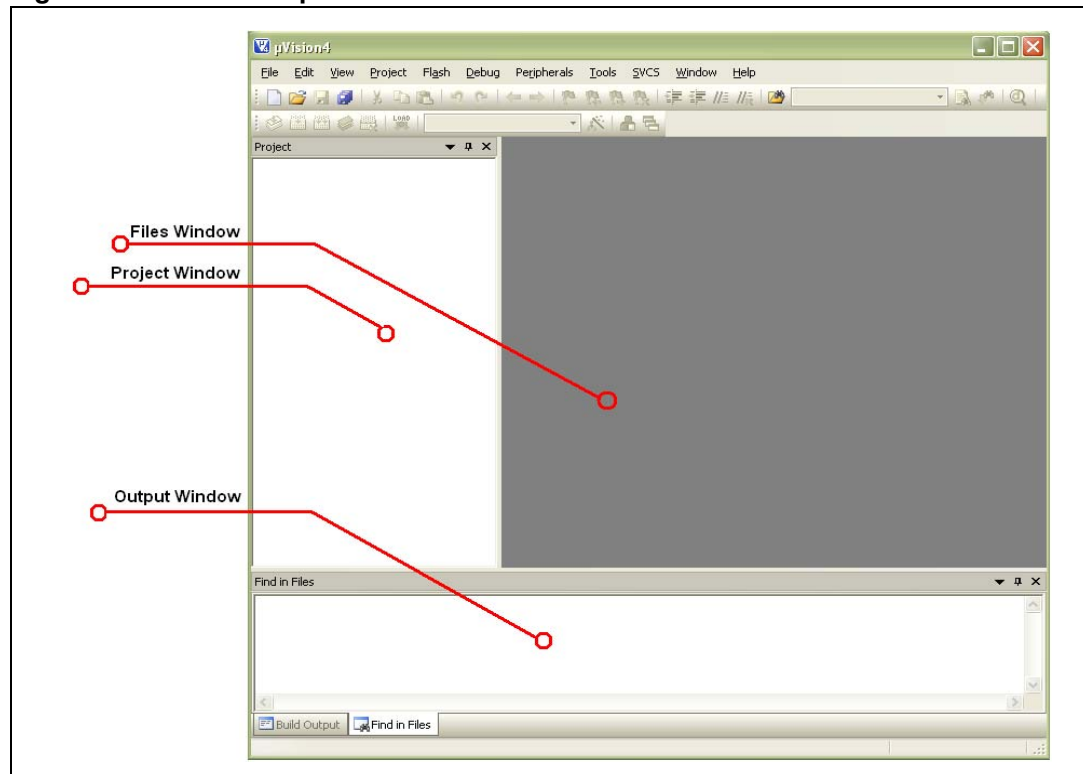 µVision4
File Edit View Project Flash Debug Peripherals Tools SVCS Window Help
LOAD
Project
Files Window
Project Window
Output Window
Find in Files
Build Output Find in Files